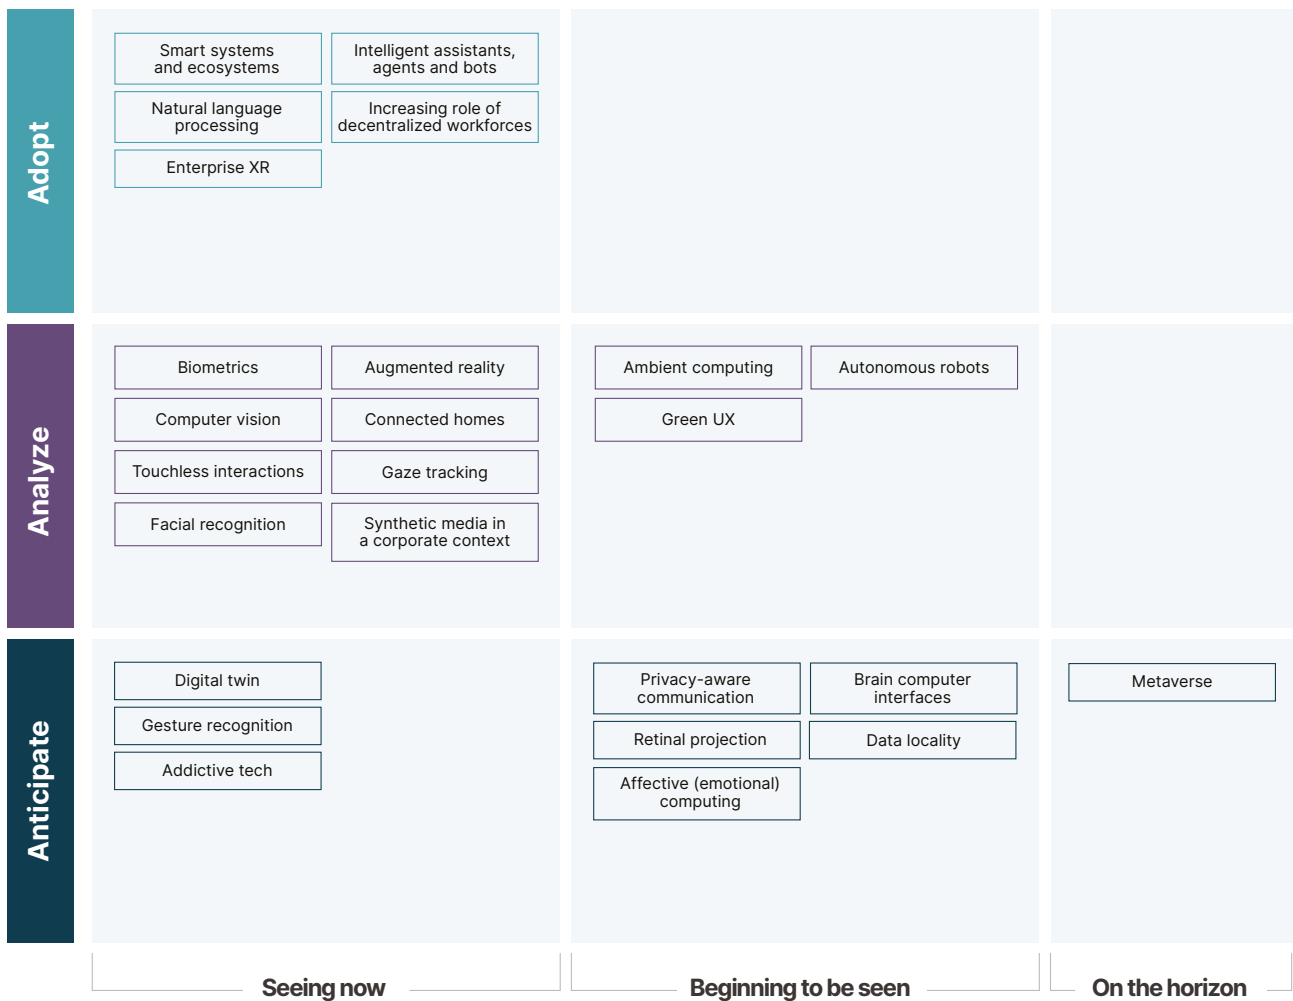 Adopt
Smart systems
and ecosystems
Intelligent assistants,
agents and bots
Natural language
processing
Increasing role of
decentralized workforces
Enterprise XR
Analyze
Biometrics
Augmented reality
Computer vision
Connected homes
Touchless interactions
Gaze tracking
Facial recognition
Synthetic media in
a corporate context
Ambient computing
Autonomous robots
Green UX
Anticipate
Digital twin
Gesture recognition
Addictive tech
Privacy-aware
communication
Brain computer
interfaces
Retinal projection
Data locality
Affective (emotional)
computing
Metaverse
Seeing now
Beginning to be seen
On the horizon